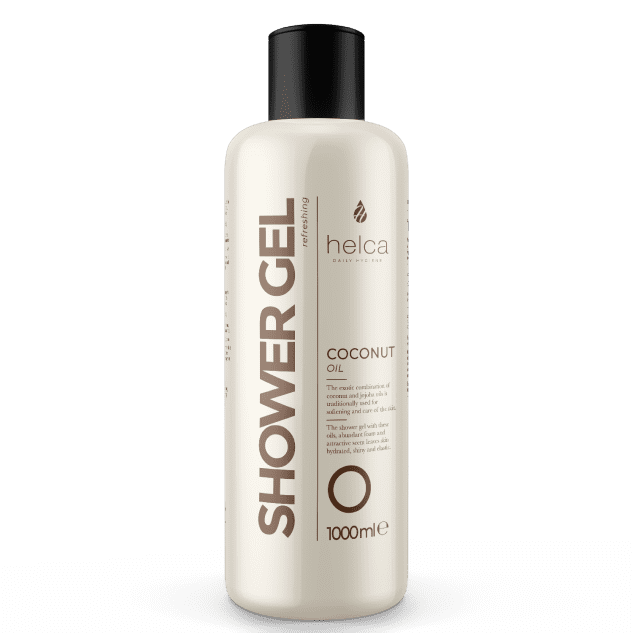 SHOWER GEL
refreshing
helca
DAILY HYGIENE
COCONUT
OIL
The exotic combination of
coconut and jojoba oils is
traditionally used for
softening and care of the skin.
The shower gel with these
oils, abundant foam and
attractive scent leaves skin
hydrated, shiny and elastic.
1000ml℮